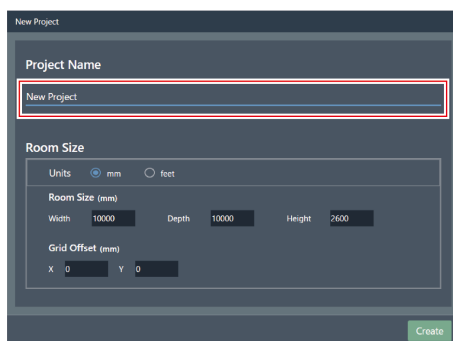 New Project
Project Name
New Project
Room Size
Units mm feet
Room Size (mm)
Width 10000 Depth 10000 Height 2600
Grid Offset (mm)
X 0 Y 0
Create